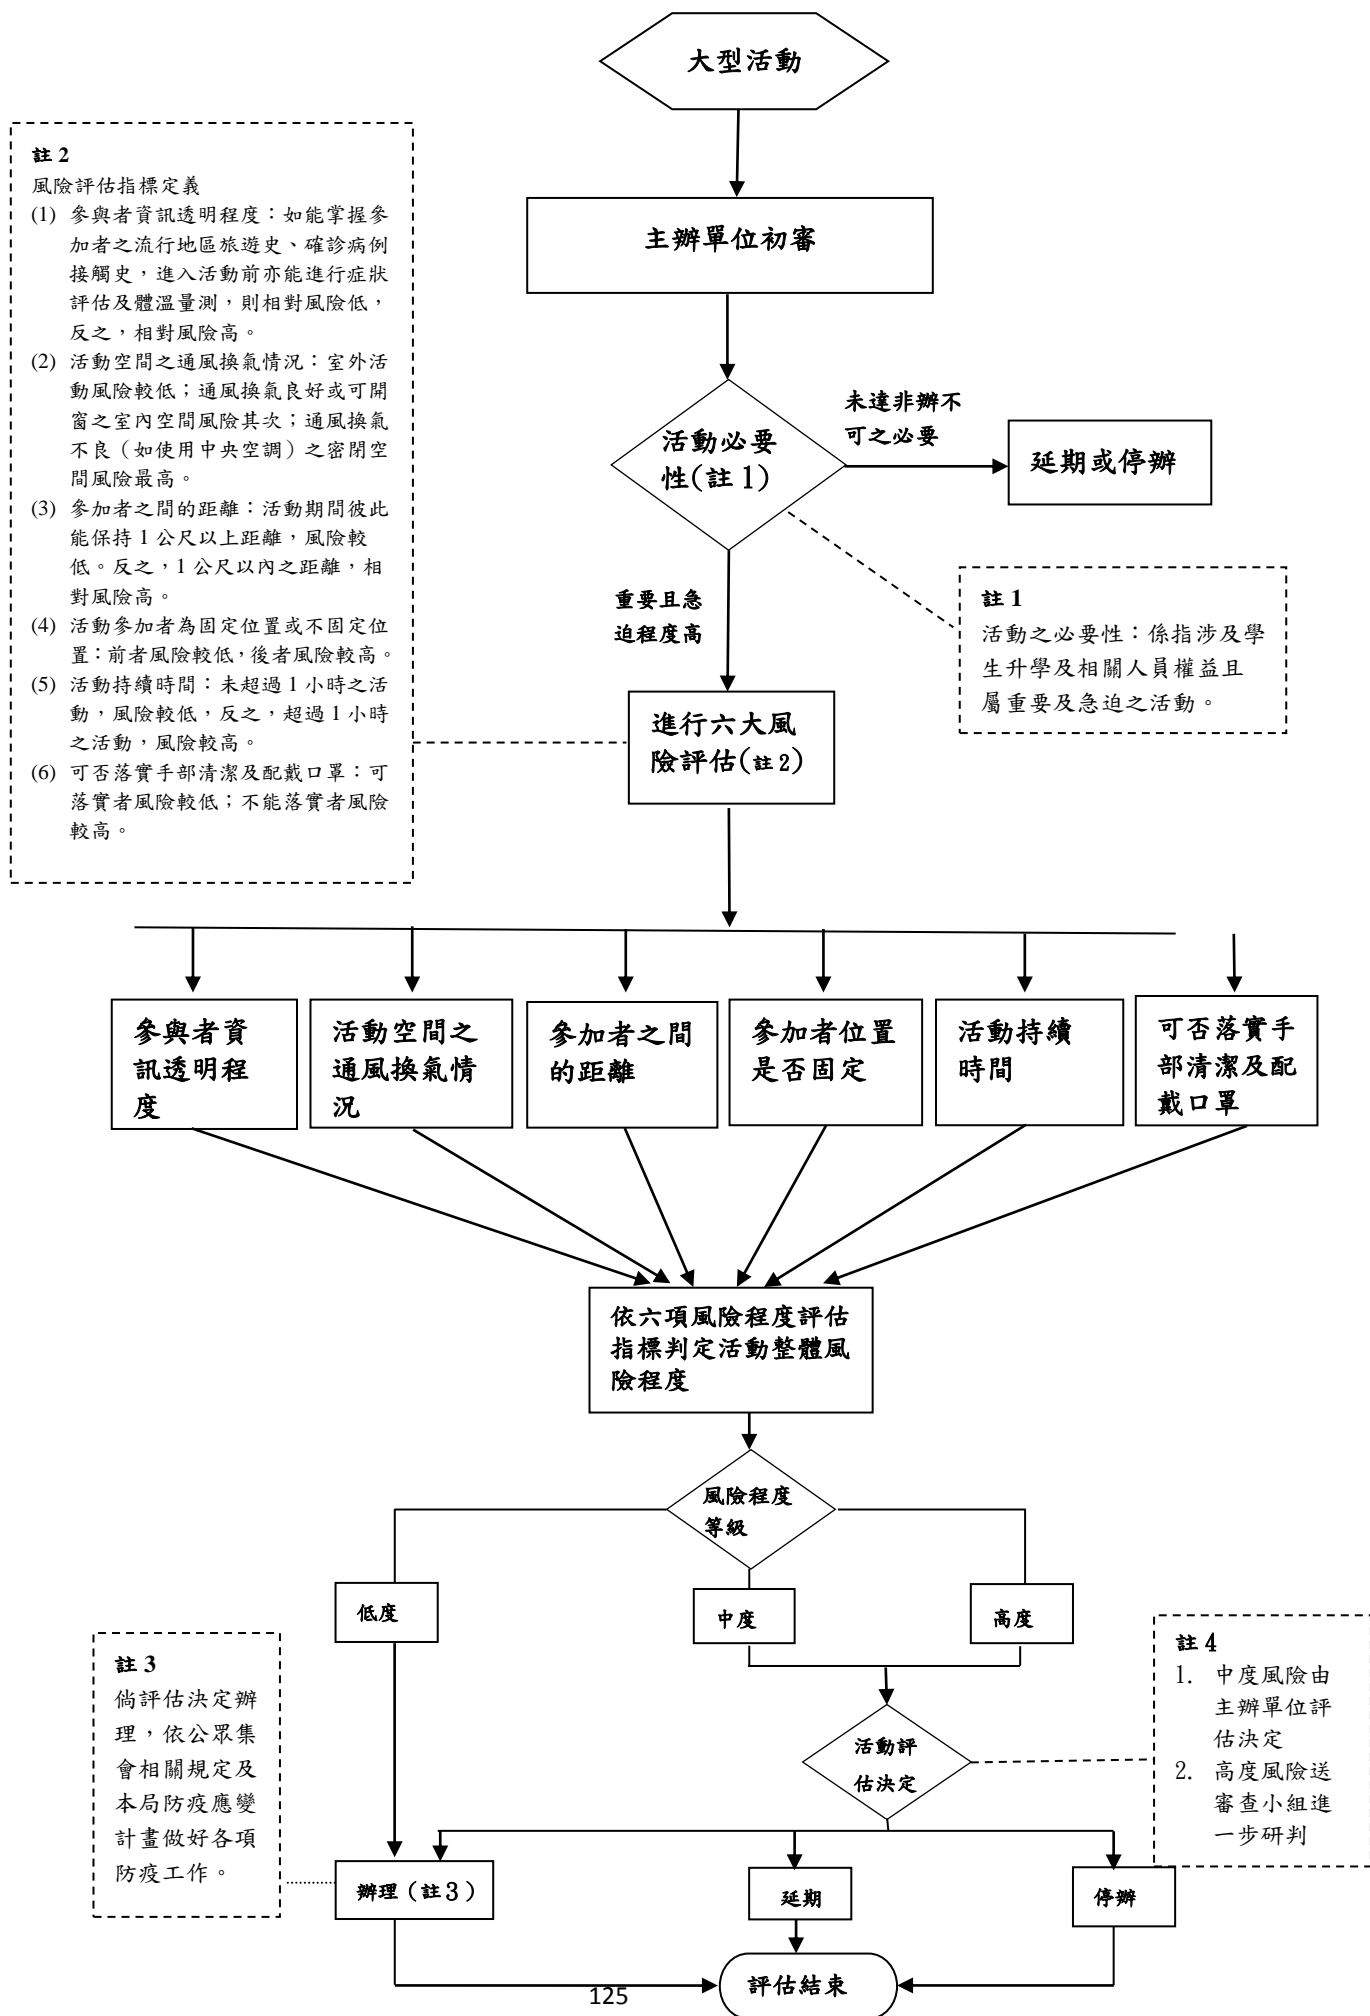 大型活動
註 2
風險評估指標定義
(1) 參與者資訊透明程度：如能掌握參
加者之流行地區旅遊史、確診病例
接觸史，進入活動前亦能進行症狀
評估及體溫量測，則相對風險低，
反之，相對風險高。
(2) 活動空間之通風換氣情況：室外活
動風險較低；通風換氣良好或可開
窗之室內空間風險其次；通風換氣
不良（如使用中央空調）之密閉空
間風險最高。
(3) 參加者之間的距離：活動期間彼此
能保持 1 公尺以上距離，風險較
低。反之，1 公尺以內之距離，相
對風險高。
(4) 活動參加者為固定位置或不固定位
置：前者風險較低，後者風險較高。
(5) 活動持續時間：未超過 1 小時之活
動，風險較低，反之，超過 1 小時
之活動，風險較高。
(6) 可否落實手部清潔及配戴口罩：可
落實者風險較低；不能落實者風險
較高。
主辦單位初審
活動必要
性(註 1)
未達非辦不
可之必要
延期或停辦
註 1
活動之必要性：係指涉及學
生升學及相關人員權益且
屬重要及急迫之活動。
重要且急
迫程度高
進行六大風
險評估(註 2)
參與者資
訊透明程
度
活動空間之
通風換氣情
況
參加者之間
的距離
參加者位置
是否固定
活動持續
時間
可否落實手
部清潔及配
戴口罩
依六項風險程度評估
指標判定活動整體風
險程度
風險程度
等級
低度
中度
高度
註 3
倘評估決定辦
理，依公眾集
會相關規定及
本局防疫應變
計畫做好各項
防疫工作。
註 4
1. 中度風險由
主辦單位評
估決定
2. 高度風險送
審查小組進
一步研判
活動評
估決定
辦理（註 3）
延期
停辦
評估結束
125